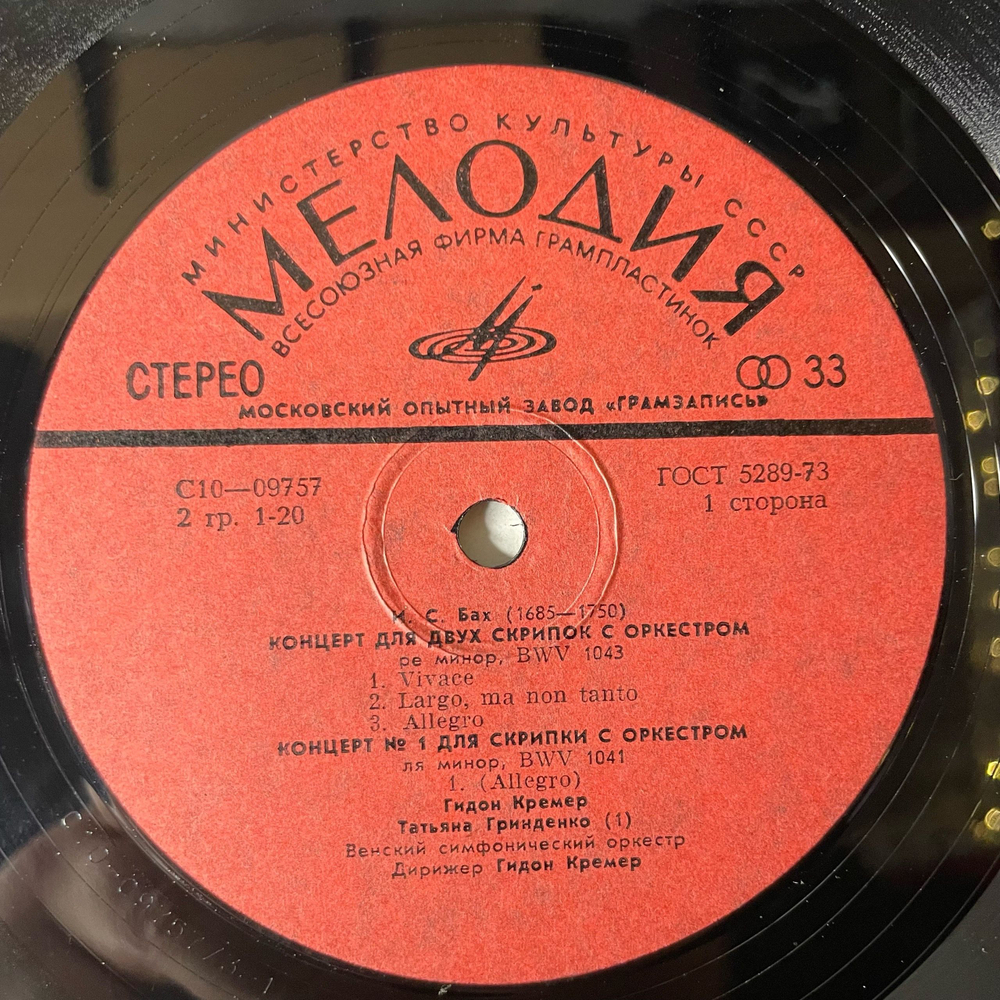 МИНИСТЕРСТВО КУЛЬТУРЫ СССР
МЕЛОДИЯ
ВСЕСОЮЗНАЯ ФИРМА ГРАМПЛАСТИНОК
СТЕРЕО
33
МОСКОВСКИЙ ОПЫТНЫЙ ЗАВОД «ГРАМЗАПИСЬ»
С10—09757
ГОСТ 5289-73
2 гр. 1-20
1 сторона
И. С. Бах (1685—1750)
КОНЦЕРТ ДЛЯ ДВУХ СКРИПОК С ОРКЕСТРОМ
ре минор, BWV 1043
1. Vivace
2. Largo, ma non tanto
3. Allegro
КОНЦЕРТ № 1 ДЛЯ СКРИПКИ С ОРКЕСТРОМ
ля минор, BWV 1041
1. (Allegro)
Гидон Кремер
Татьяна Гринденко (1)
Венский симфонический оркестр
Дирижер Гидон Кремер